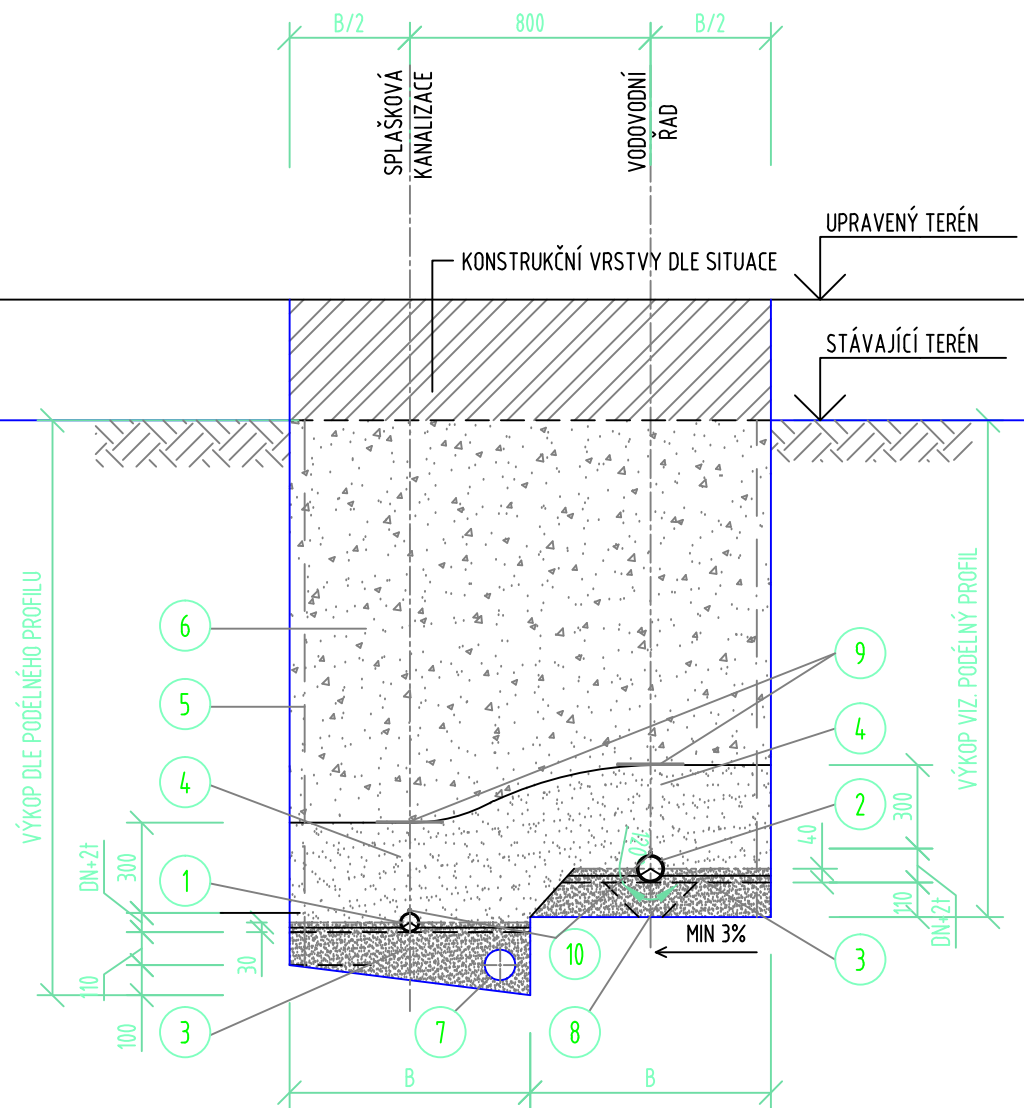 B/2
800
B/2
SPLAŠKOVÁ
KANALIZACE
VODOVODNÍ
ŘAD
UPRAVENÝ TERÉN
KONSTRUKČNÍ VRSTVY DLE SITUACE
STÁVAJÍCÍ TERÉN
VÝKOP DLE PODÉLNÉHO PROFILU
VÝKOP VIZ. PODÉLNÝ PROFIL
6
5
4
1
3
9
4
2
3
10
7
8
DN+2t
300
110
100
30
120°
40
300
110
DN+2t
MIN 3%
B
B